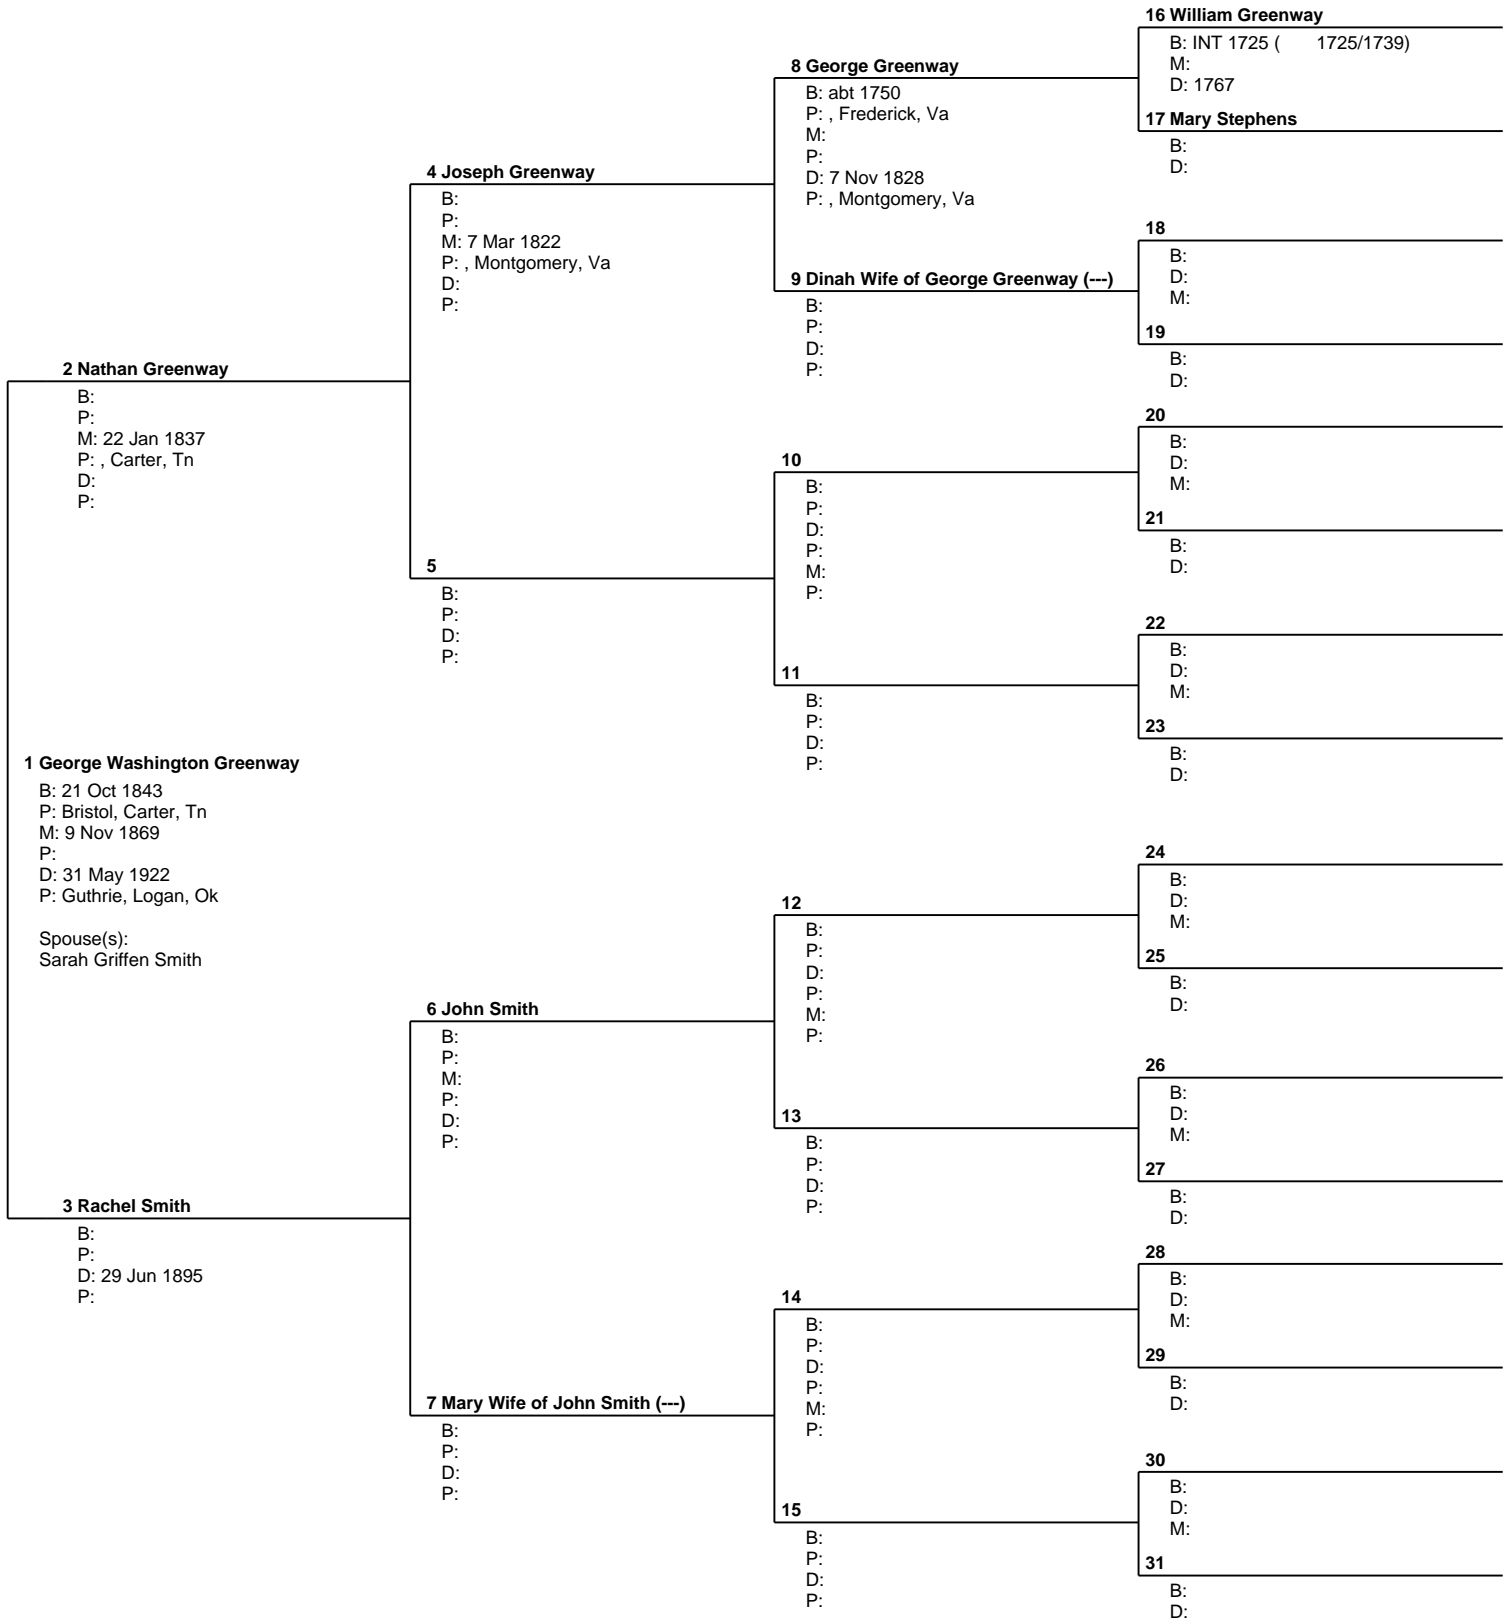 16 William Greenway
B: INT 1725 ( 1725/1739)
M:
D: 1767
8 George Greenway
B: abt 1750
P: , Frederick, Va
M:
P:
D: 7 Nov 1828
P: , Montgomery, Va
17 Mary Stephens
B:
D:
4 Joseph Greenway
B:
P:
M: 7 Mar 1822
P: , Montgomery, Va
D:
P:
18
B:
D:
M:
9 Dinah Wife of George Greenway (---)
B:
P:
D:
P:
19
B:
D:
2 Nathan Greenway
B:
P:
M: 22 Jan 1837
P: , Carter, Tn
D:
P:
20
B:
D:
M:
10
B:
P:
D:
P:
M:
P:
21
B:
D:
5
B:
P:
D:
P:
22
B:
D:
M:
11
B:
P:
D:
P:
23
B:
D:
1 George Washington Greenway
B: 21 Oct 1843
P: Bristol, Carter, Tn
M: 9 Nov 1869
P:
D: 31 May 1922
P: Guthrie, Logan, Ok
Spouse(s):
Sarah Griffen Smith
24
B:
D:
M:
12
B:
P:
D:
P:
M:
P:
25
B:
D:
6 John Smith
B:
P:
M:
P:
D:
P:
26
B:
D:
M:
13
B:
P:
D:
P:
27
B:
D:
3 Rachel Smith
B:
P:
D: 29 Jun 1895
P:
28
B:
D:
M:
14
B:
P:
D:
P:
M:
P:
29
B:
D:
7 Mary Wife of John Smith (---)
B:
P:
D:
P:
30
B:
D:
M:
15
B:
P:
D:
P:
31
B:
D: